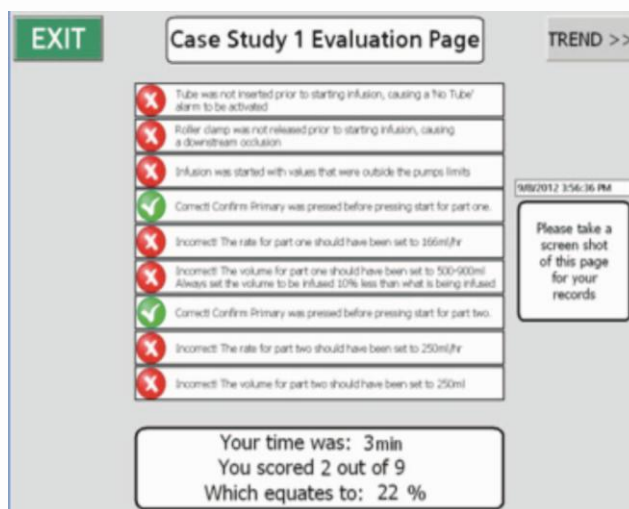 EXIT
Case Study 1 Evaluation Page
TREND >>
Tube was not inserted prior to starting infusion, causing a 'No Tube'
alarm to be activated
Roller clamp was not released prior to starting infusion, causing
a downstream occlusion
Infusion was started with values that were outside the pumps limits
Correct! Confirm Primary was pressed before pressing start for part one.
Incorrect! The rate for part one should have been set to 166ml/hr
Incorrect! The volume for part one should have been set to 500-900ml
Always set the volume to be infused 10% less than what is being infused
Correct! Confirm Primary was pressed before pressing start for part two.
Incorrect! The rate for part two should have been set to 250ml/hr
Incorrect! The volume for part two should have been set to 250ml
9/8/2012 3:56:36 PM
Please take a
screen shot
of this page
for your
records
Your time was: 3min
You scored 2 out of 9
Which equates to: 22 %